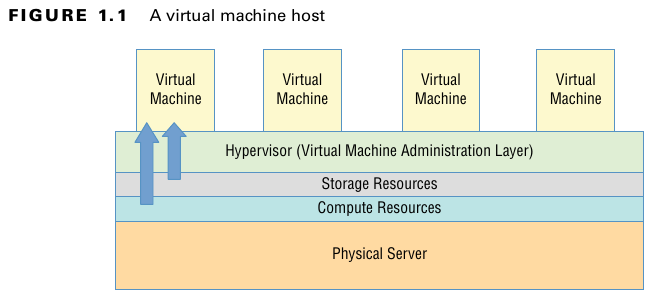 FIGURE 1.1 A virtual machine host
Virtual
Machine
Virtual
Machine
Virtual
Machine
Virtual
Machine
Hypervisor (Virtual Machine Administration Layer)
Storage Resources
Compute Resources
Physical Server